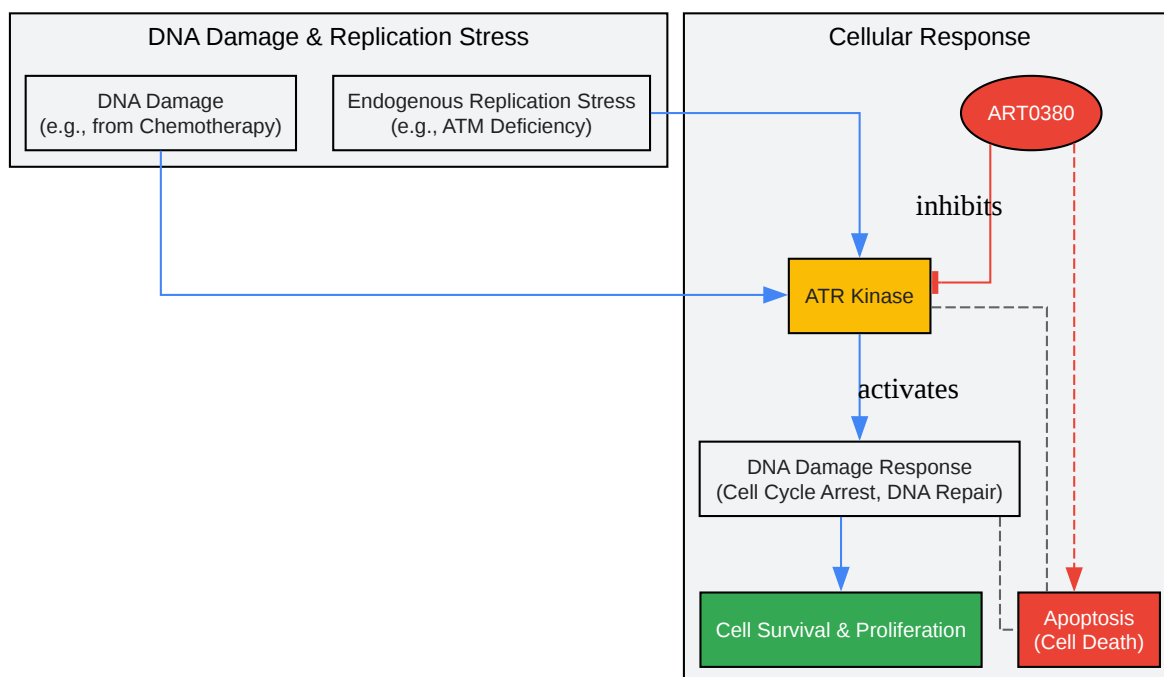 DNA Damage & Replication Stress
DNA Damage
(e.g., from Chemotherapy)
Endogenous Replication Stress
(e.g., ATM Deficiency)
Cellular Response
ART0380
inhibits
ATR Kinase
activates
DNA Damage Response
(Cell Cycle Arrest, DNA Repair)
Cell Survival & Proliferation
Apoptosis
(Cell Death)